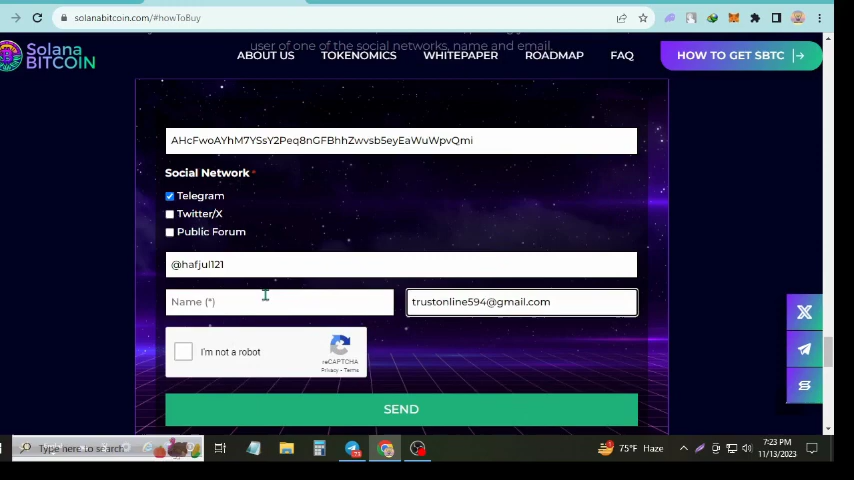 solanabitcoin.com/#howToBuy
user of one of the social networks, name and email.
Solana
BITCOIN
ABOUT US
TOKENOMICS
WHITEPAPER
ROADMAP
FAQ
HOW TO GET SBTC
AHcFwoAYhM7YSsY2Peq8nGFBhhZwvsb5eyEaWuWpvQmi
Social Network *
Telegram
Twitter/X
Public Forum
@hafjul121
Name (*)
trustonline594@gmail.com
I'm not a robot
reCAPTCHA
Privacy - Terms
SEND
Type here to search
73
75°F Haze
7:23 PM
11/13/2023